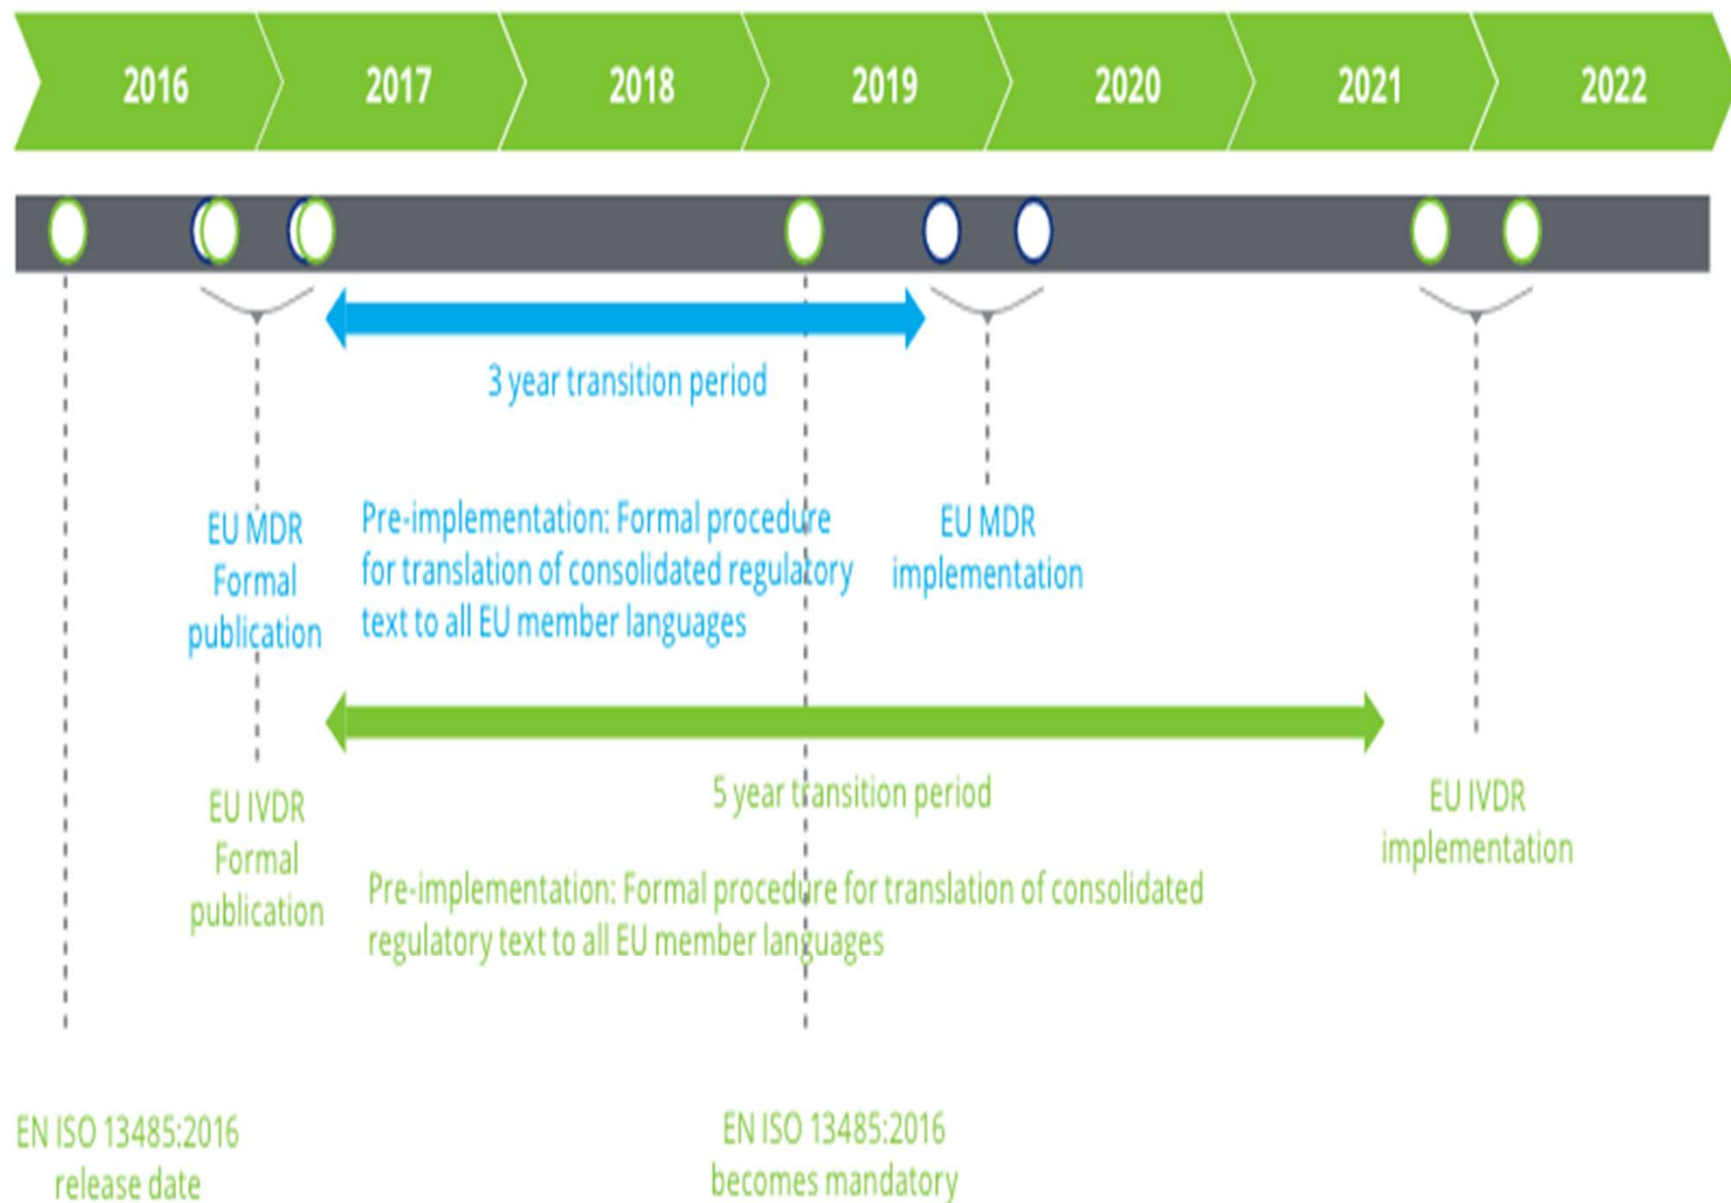 2016
2017
2018
2019
2020
2021
2022
3 year transition period
EU MDR
Formal
publication
Pre-implementation: Formal procedure
for translation of consolidated regulatory
text to all EU member languages
EU MDR
implementation
5 year transition period
EU IVDR
Formal
publication
Pre-implementation: Formal procedure for translation of consolidated
regulatory text to all EU member languages
EU IVDR
implementation
EN ISO 13485:2016
release date
EN ISO 13485:2016
becomes mandatory